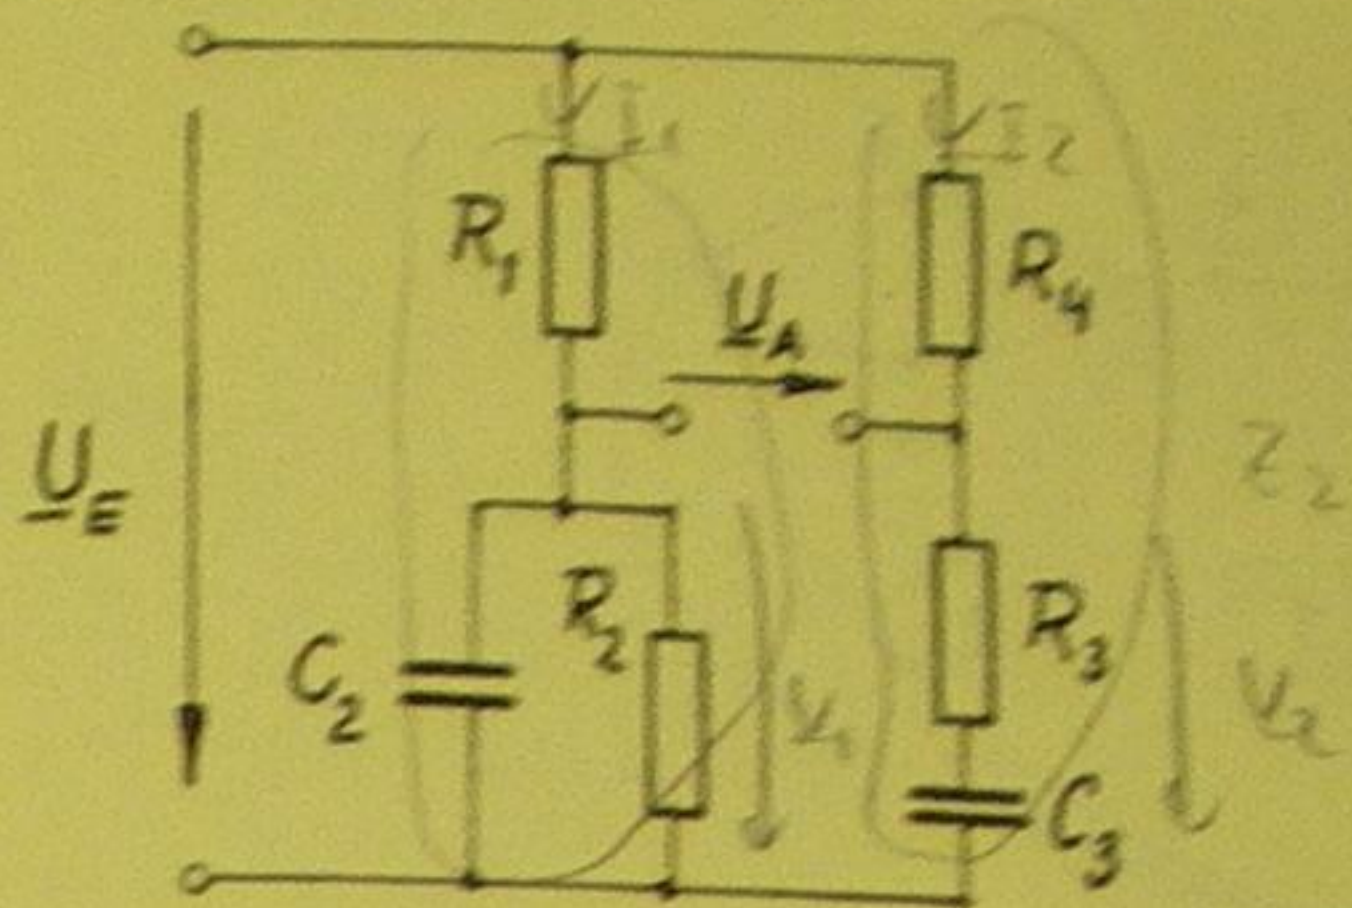 I₁
I₂
R₁
R₄
U_A
U_E
Z₂
R₂
C₂
R₃
U₁
U₂
C₃